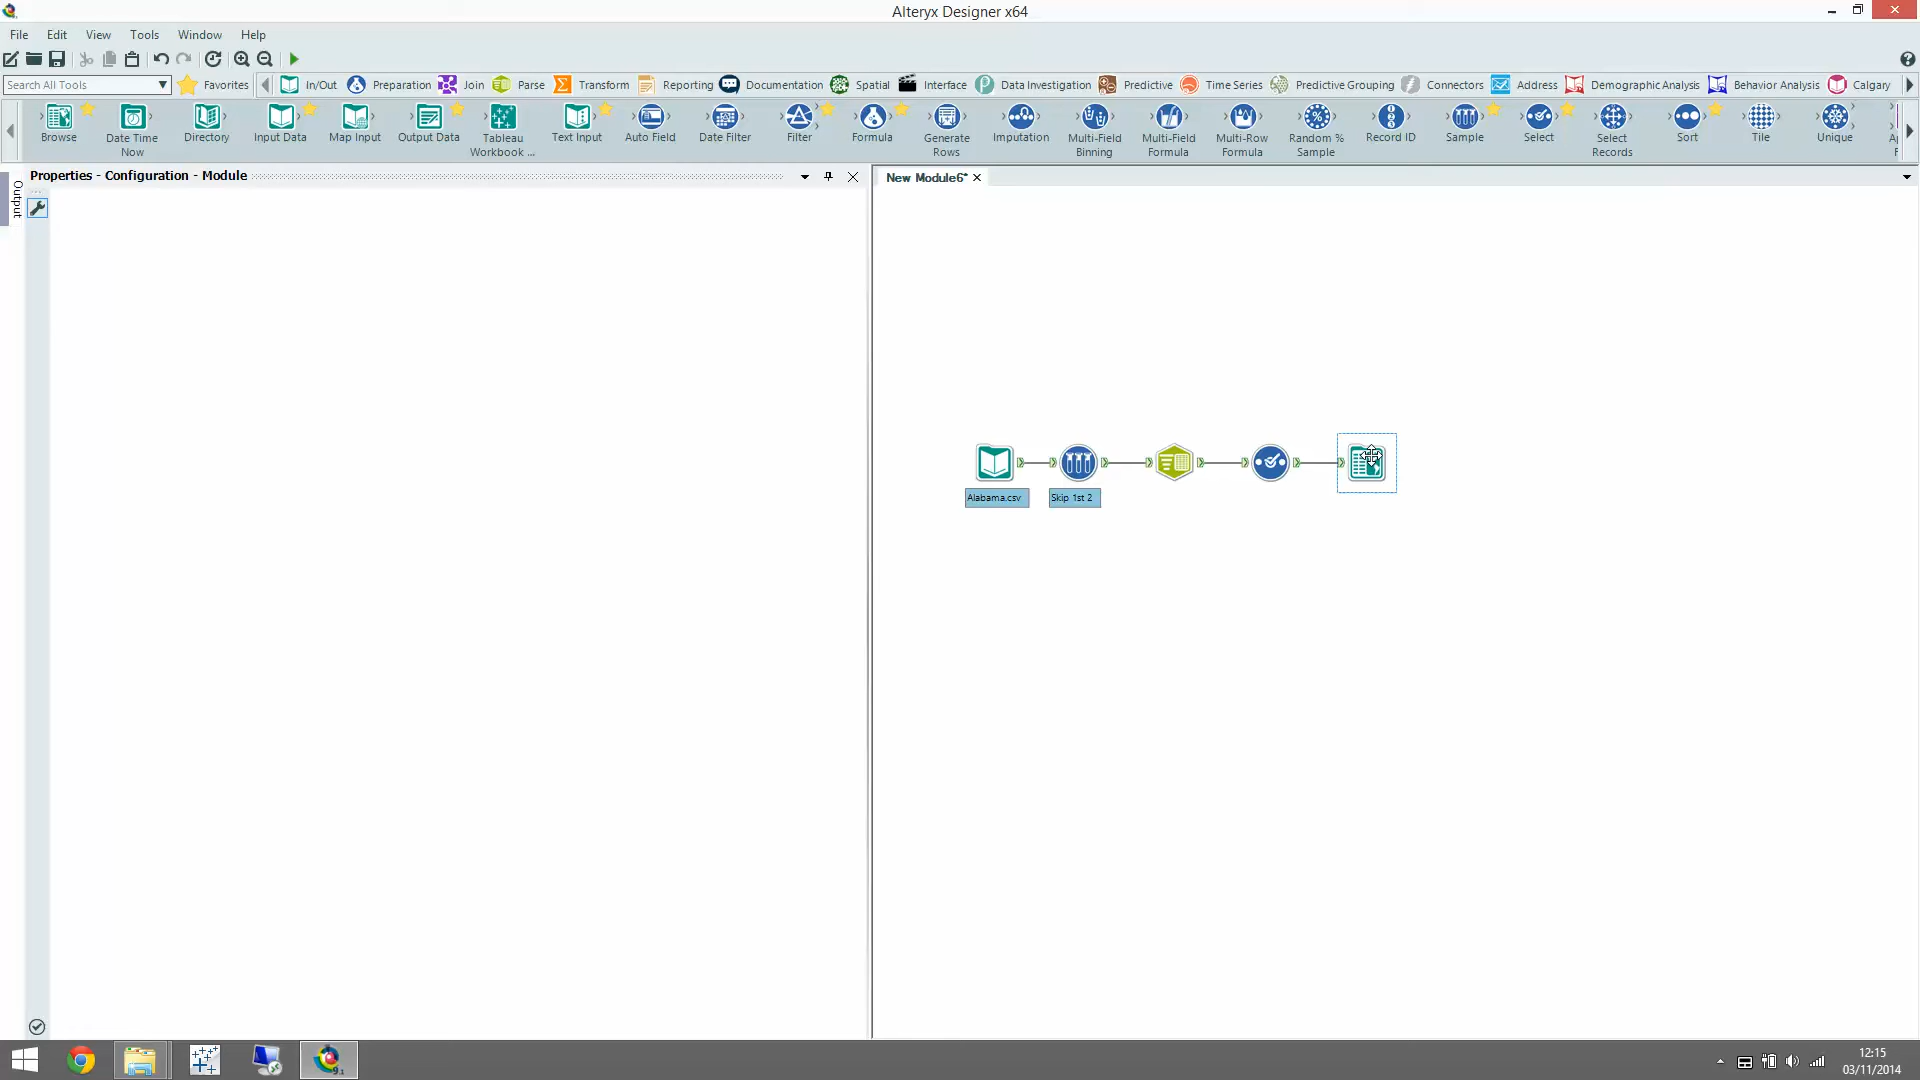 Alteryx Designer x64
File Edit View Tools Window Help
Search All Tools Favorites In/Out Preparation Join Parse Transform Reporting Documentation Spatial Interface Data Investigation Predictive Time Series Predictive Grouping Connectors Address Demographic Analysis Behavior Analysis Calgary
Browse Date Time Now Directory Input Data Map Input Output Data Tableau Workbook ... Text Input Auto Field Date Filter Filter Formula Generate Rows Imputation Multi-Field Binning Multi-Field Formula Multi-Row Formula Random % Sample Record ID Sample Select Select Records Sort Tile Unique
Output
Properties - Configuration - Module
New Module6*
Alabama.csv Skip 1st 2
12:15
03/11/2014